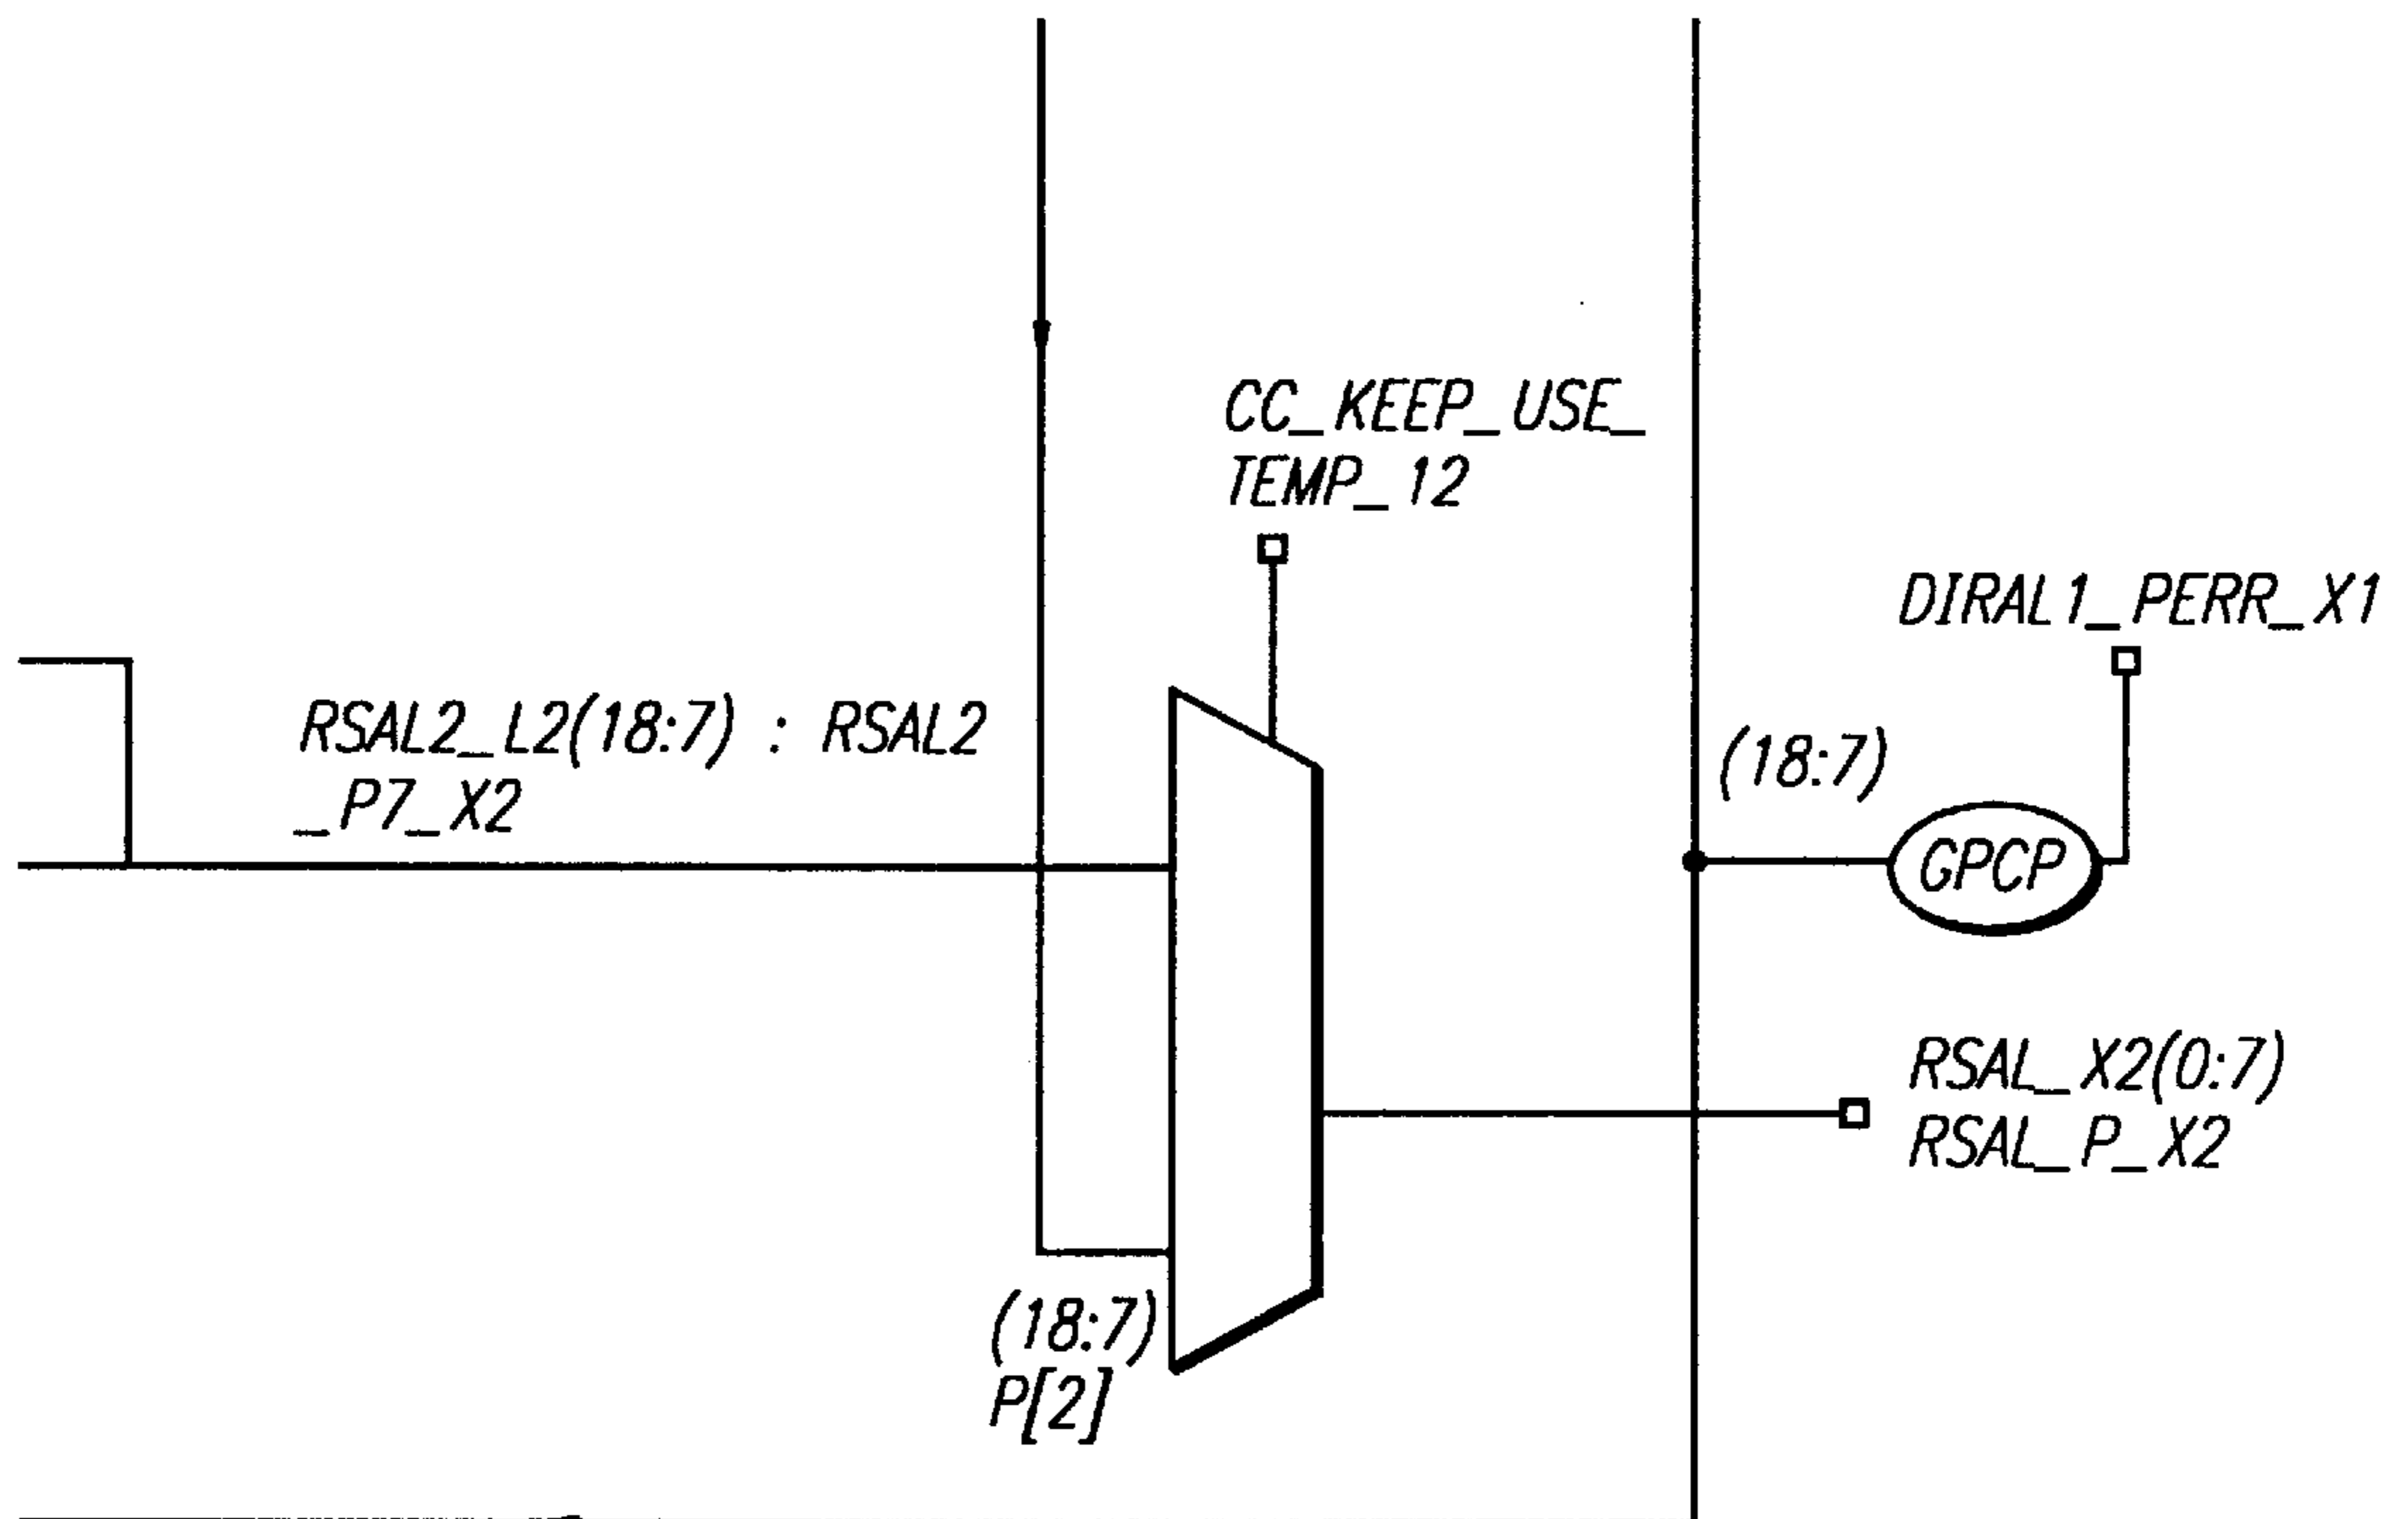 CC_KEEP_USE_
TEMP_12
DIRAL1_PERR_X1
RSAL2_L2(18:7) : RSAL2
_P7_X2
(18:7)
GPCP
RSAL_X2(0:7)
RSAL_P_X2
(18:7)
P[2]